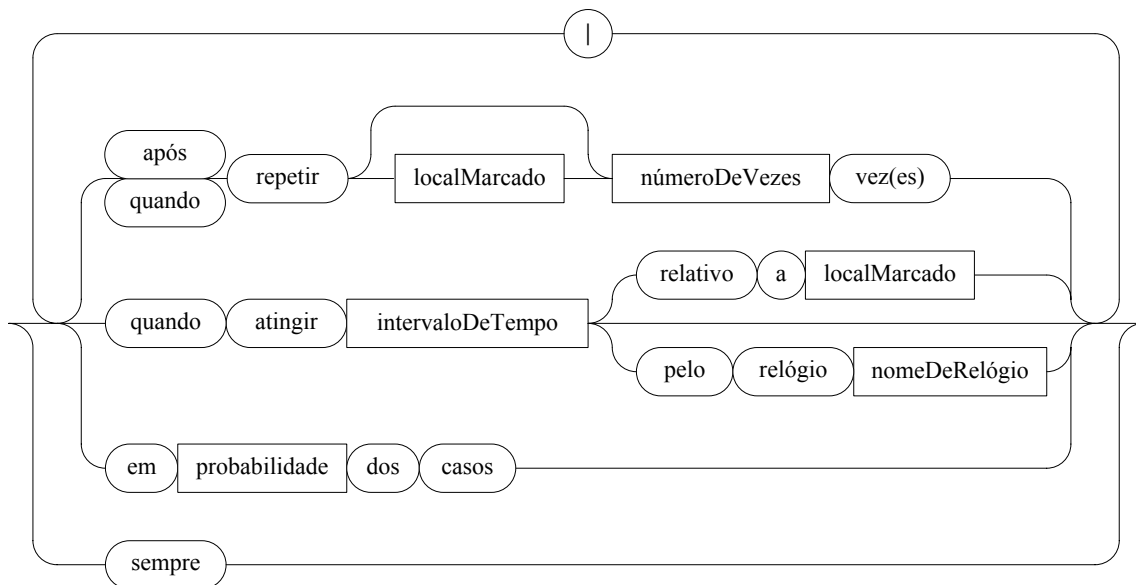 |
após
quando
repetir localMarcado númeroDeVezes vez(es)
relativo a localMarcado
quando atingir intervaloDeTempo
pelo relógio nomeDeRelógio
em probabilidade dos casos
sempre